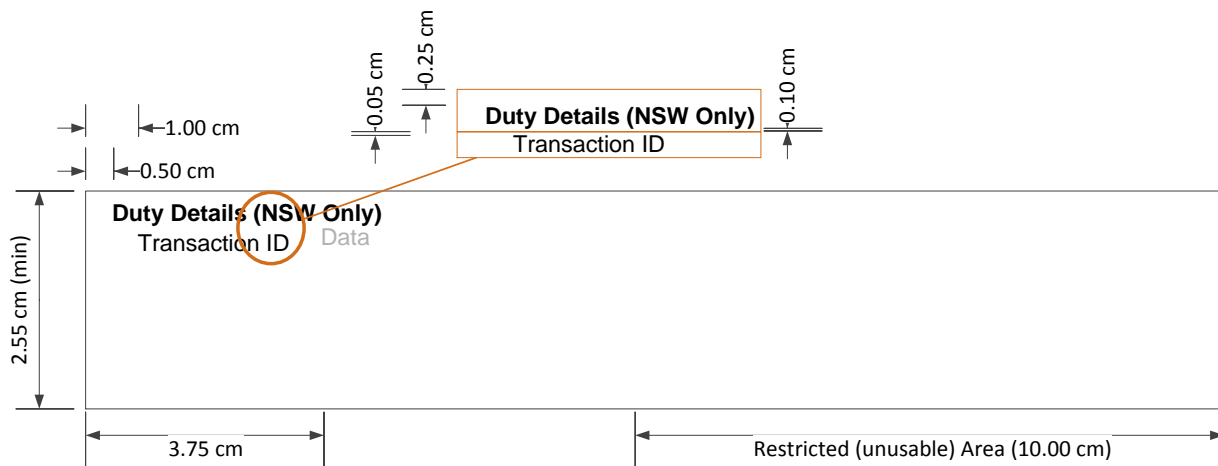 0.25 cm
0.05 cm
0.10 cm
Duty Details (NSW Only)
Transaction ID
1.00 cm
0.50 cm
Duty Details (NSW Only)
Transaction ID Data
2.55 cm (min)
3.75 cm
Restricted (unusable) Area (10.00 cm)